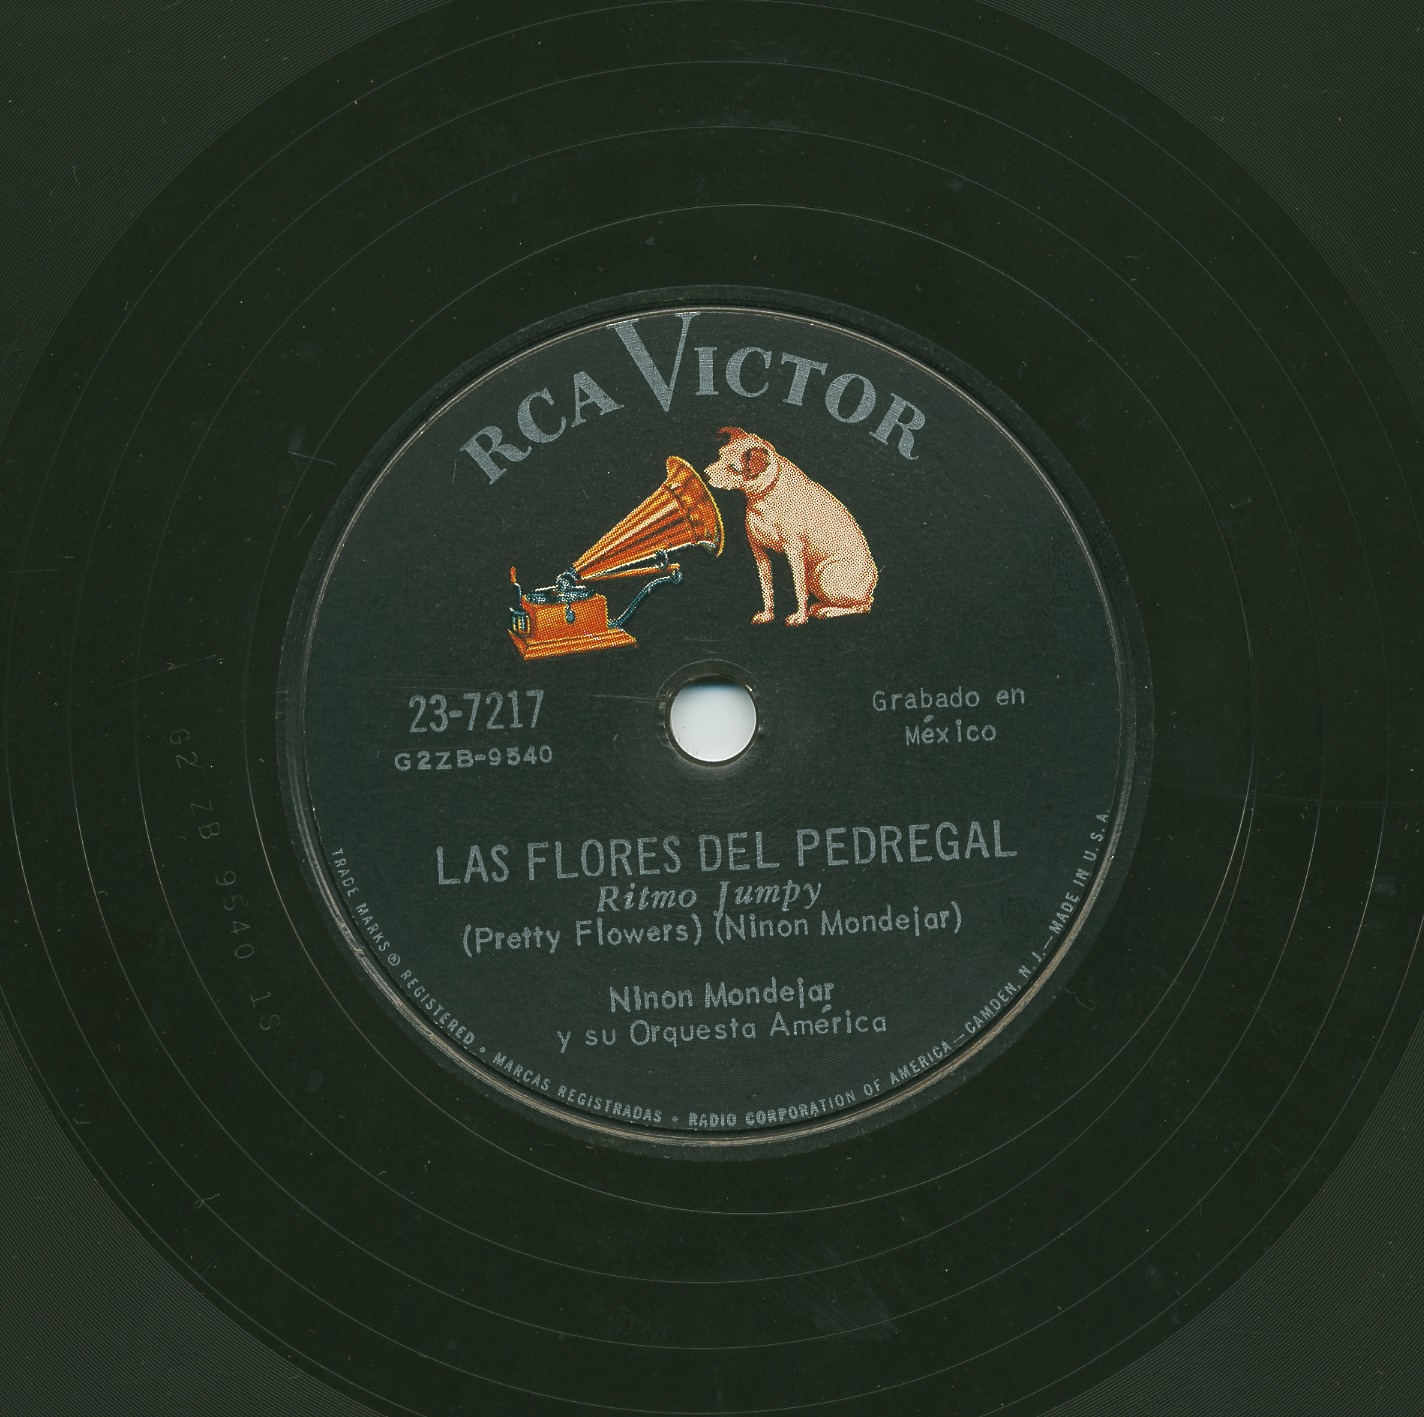 RCA VICTOR
23-7217
G2ZB-9540
Grabado en
México
LAS FLORES DEL PEDREGAL
Ritmo Jumpy
(Pretty Flowers) (Ninon Mondejar)
Ninon Mondejar
y su Orquesta América
TRADE MARKS ® REGISTERED • MARCAS REGISTRADAS • RADIO CORPORATION OF AMERICA—CAMDEN, N. J.—MADE IN U. S. A.
G2 ZB 9540 1S